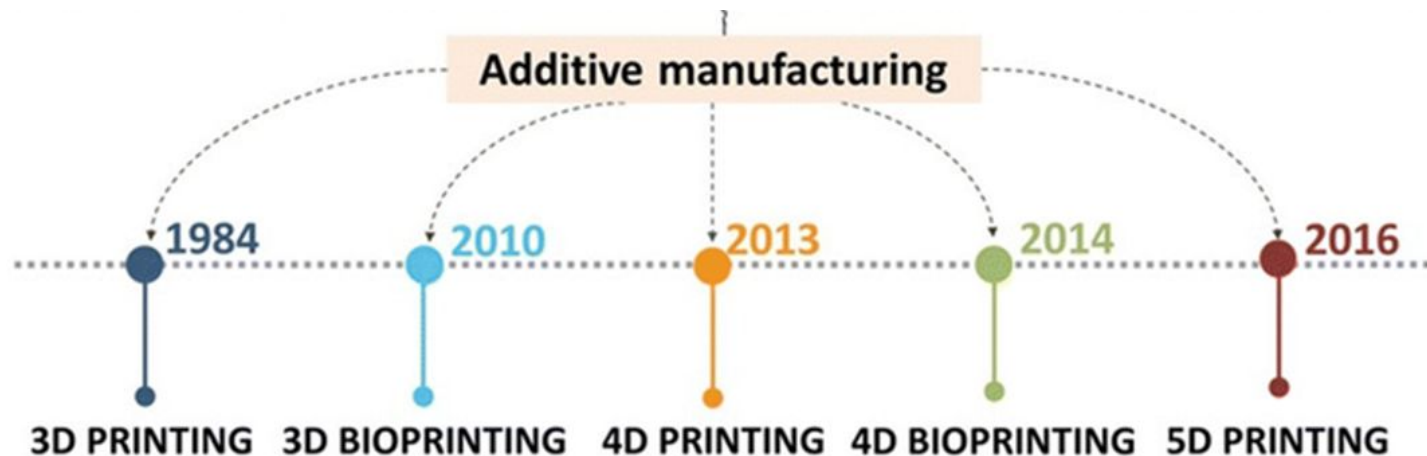 Additive manufacturing
1984 2010 2013 2014 2016
3D PRINTING 3D BIOPRINTING 4D PRINTING 4D BIOPRINTING 5D PRINTING